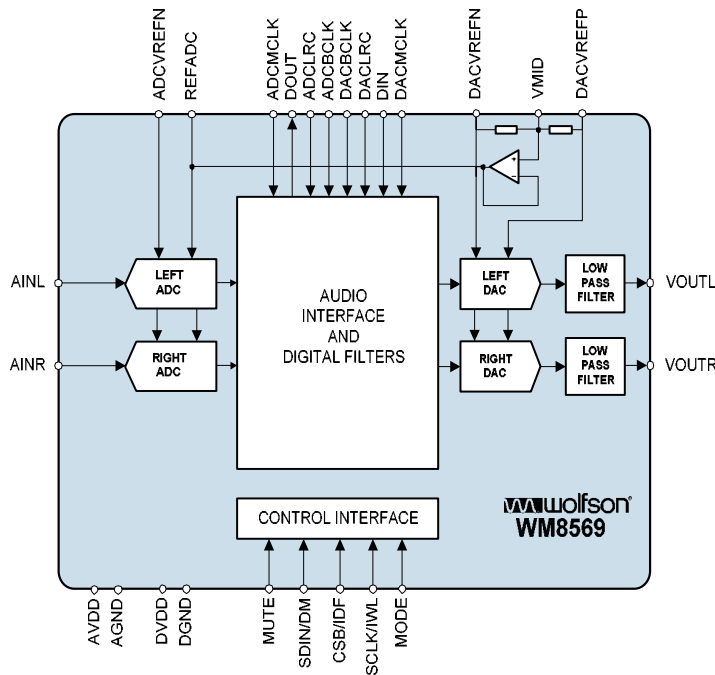 ADCVREFN
REFADC
ADCMCLK
DOUT
ADCLRC
ADCBCLK
DACBCLK
DACLRC
DIN
DACMCLK
DACVREFN
VMID
DACVREFP
+
−
AINL
LEFT
ADC
AUDIO
INTERFACE
AND
DIGITAL FILTERS
LEFT
DAC
LOW
PASS
FILTER
VOUTL
AINR
RIGHT
ADC
RIGHT
DAC
LOW
PASS
FILTER
VOUTR
CONTROL INTERFACE
wolfson®
WM8569
AVDD
AGND
DVDD
DGND
MUTE
SDIN/DM
CSB/IDF
SCLK/IWL
MODE